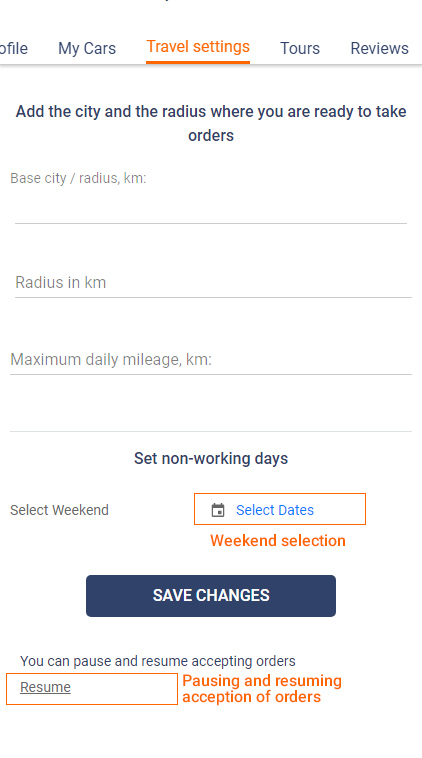 ofile My Cars Travel settings Tours Reviews
Add the city and the radius where you are ready to take
orders
Base city / radius, km:
Radius in km
Maximum daily mileage, km:
Set non-working days
Select Weekend Select Dates
Weekend selection
SAVE CHANGES
You can pause and resume accepting orders
Resume
Pausing and resuming
acception of orders